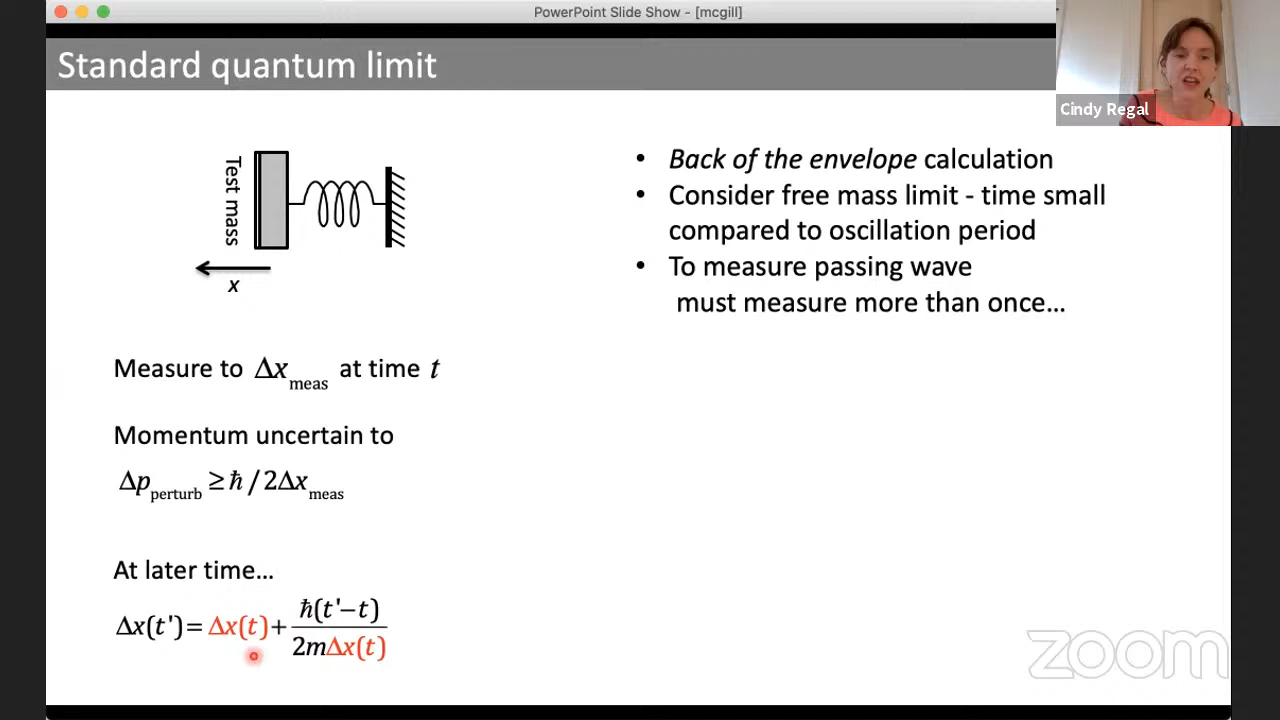 PowerPoint Slide Show - [mcgill]
Standard quantum limit
Cindy Regal
Test mass
x
• Back of the envelope calculation
• Consider free mass limit - time small
compared to oscillation period
• To measure passing wave
must measure more than once…
Measure to Δx_meas at time t
Momentum uncertain to
Δp_perturb ≥ ħ / 2Δx_meas
At later time…
Δx(t') = Δx(t) + ħ(t'−t) / 2mΔx(t)
zoom